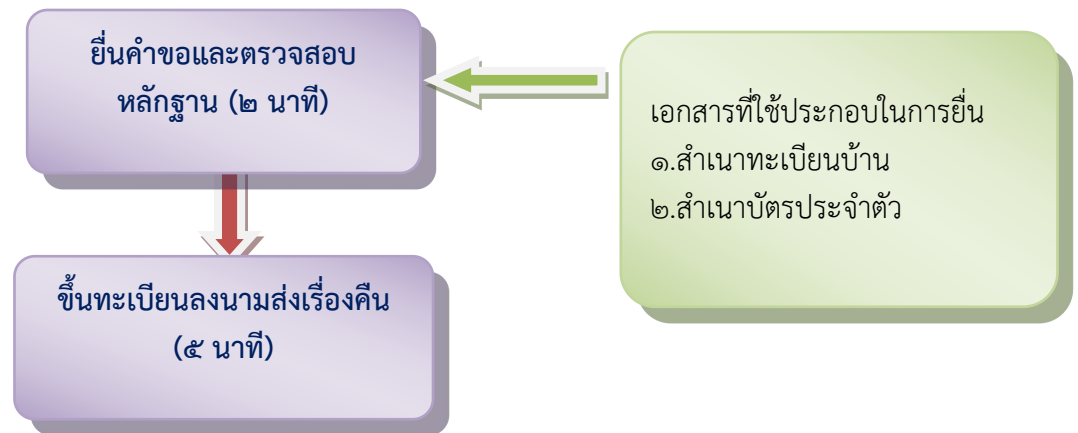 ยื่นคำขอและตรวจสอบ
หลักฐาน (๒ นาที)
เอกสารที่ใช้ประกอบในการยื่น
๑.สำเนาทะเบียนบ้าน
๒.สำเนาบัตรประจำตัว
ขึ้นทะเบียนลงนามส่งเรื่องคืน
(๕ นาที)